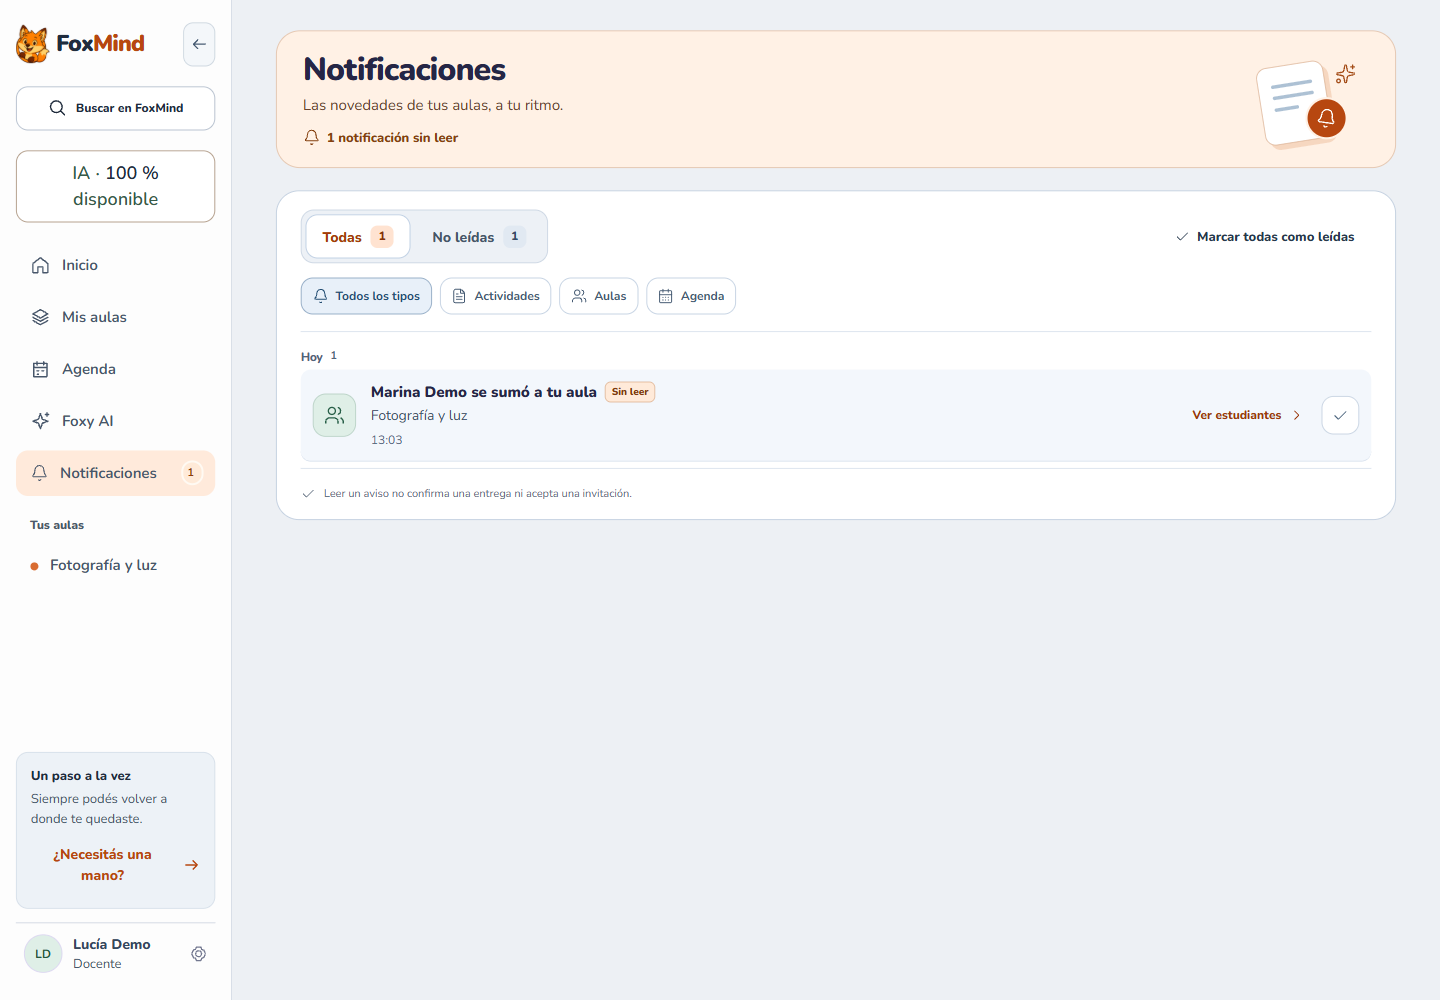 FoxMind
Buscar en FoxMind
IA · 100 %
disponible
Inicio
Mis aulas
Agenda
Foxy AI
Notificaciones 1
Tus aulas
Fotografía y luz
Un paso a la vez
Siempre podés volver a
donde te quedaste.
¿Necesitás una
mano?
LD
Lucía Demo
Docente
Notificaciones
Las novedades de tus aulas, a tu ritmo.
1 notificación sin leer
Todas 1 No leídas 1
Marcar todas como leídas
Todos los tipos Actividades Aulas Agenda
Hoy 1
Marina Demo se sumó a tu aula Sin leer
Fotografía y luz
13:03
Ver estudiantes
Leer un aviso no confirma una entrega ni acepta una invitación.